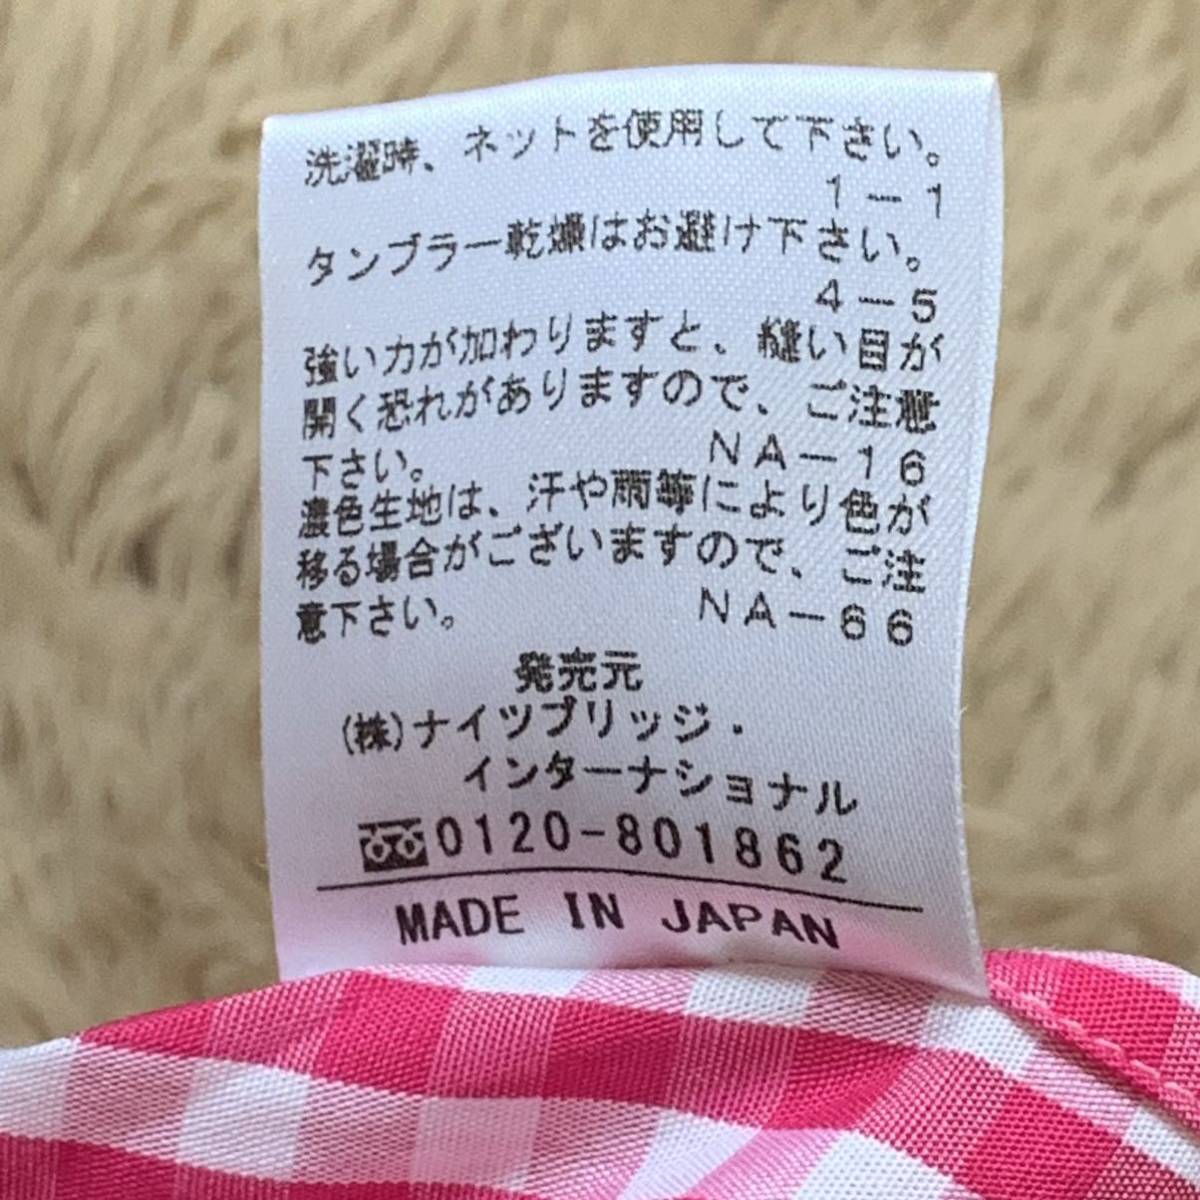 洗濯時、ネットを使用して下さい。
1－1
タンブラー乾燥はお避け下さい。
4－5
強い力が加わりますと、縫い目が
開く恐れがありますので、ご注意
下さい。 NA－16
濃色生地は、汗や雨等により色が
移る場合がございますので、ご注
意下さい。 NA－66
発売元
(株)ナイツブリッジ・
インターナショナル
0120-801862
MADE IN JAPAN